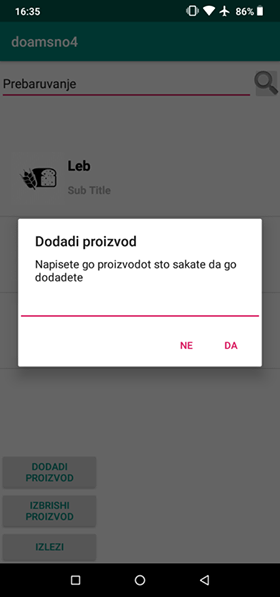 16:35
86%
doamsno4
Prebaruvanje
Leb
Sub Title
Dodadi proizvod
Napisete go proizvodot sto sakate da go
dodadete
NE DA
DODADI
PROIZVOD
IZBRISHI
PROIZVOD
IZLEZI